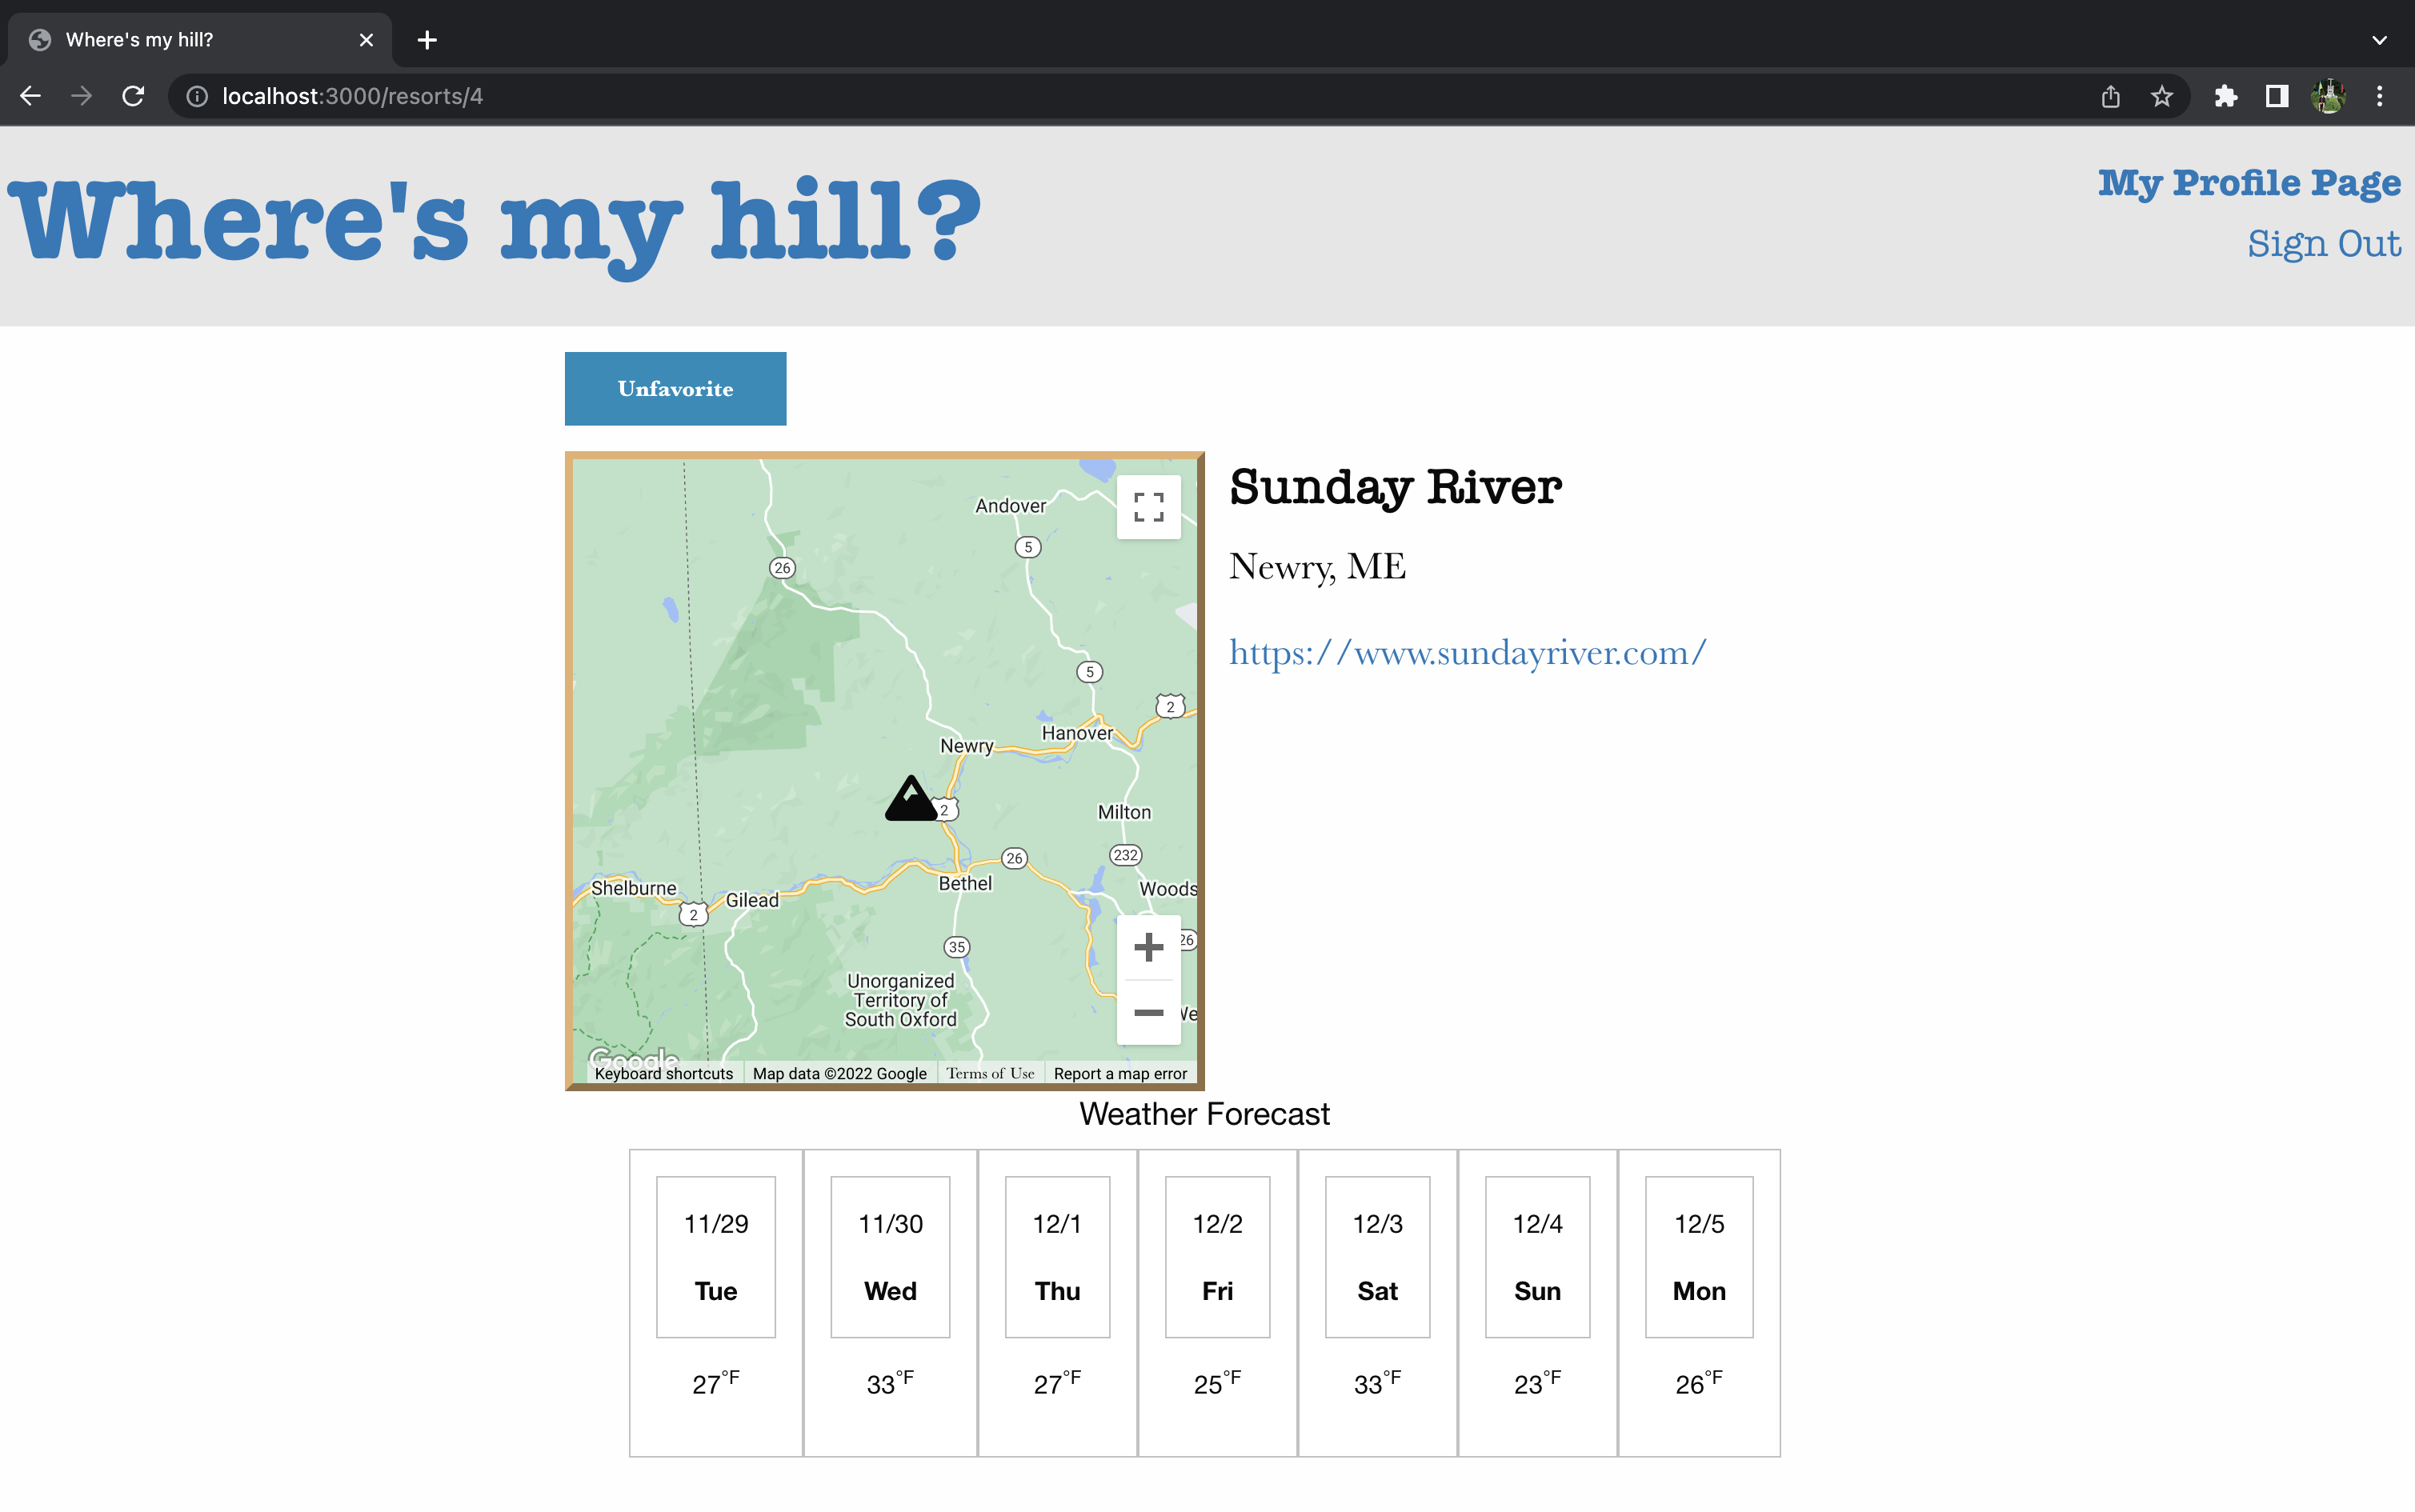 Where's my hill?
localhost:3000/resorts/4
Where's my hill?
My Profile Page
Sign Out
Unfavorite
Sunday River
Newry, ME
https://www.sundayriver.com/
Andover
5
26
5
2
Hanover
Newry
2
Milton
26
232
Bethel
Shelburne
Woods
Gilead
2
35
26
Unorganized
Territory of
South Oxford
We
Google
Keyboard shortcuts
Map data ©2022 Google
Terms of Use
Report a map error
Weather Forecast
11/29 11/30 12/1 12/2 12/3 12/4 12/5
Tue Wed Thu Fri Sat Sun Mon
27°F 33°F 27°F 25°F 33°F 23°F 26°F